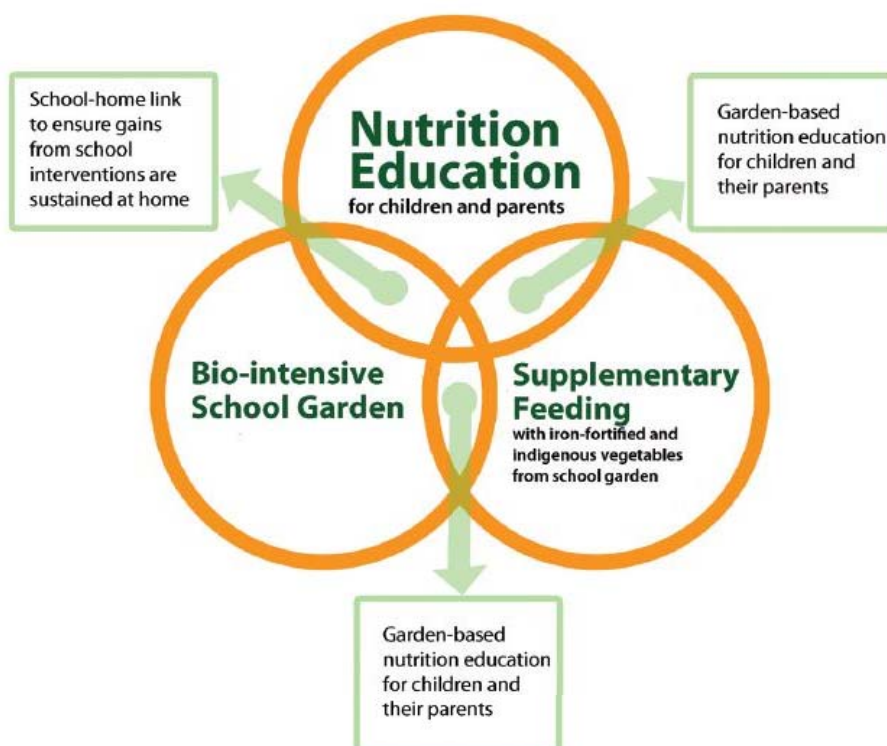 School-home link
to ensure gains
from school
interventions are
sustained at home
Nutrition
Education
for children and parents
Garden-based
nutrition education
for children and
their parents
Bio-intensive
School Garden
Supplementary
Feeding
with iron-fortified and
indigenous vegetables
from school garden
Garden-based
nutrition education
for children and
their parents